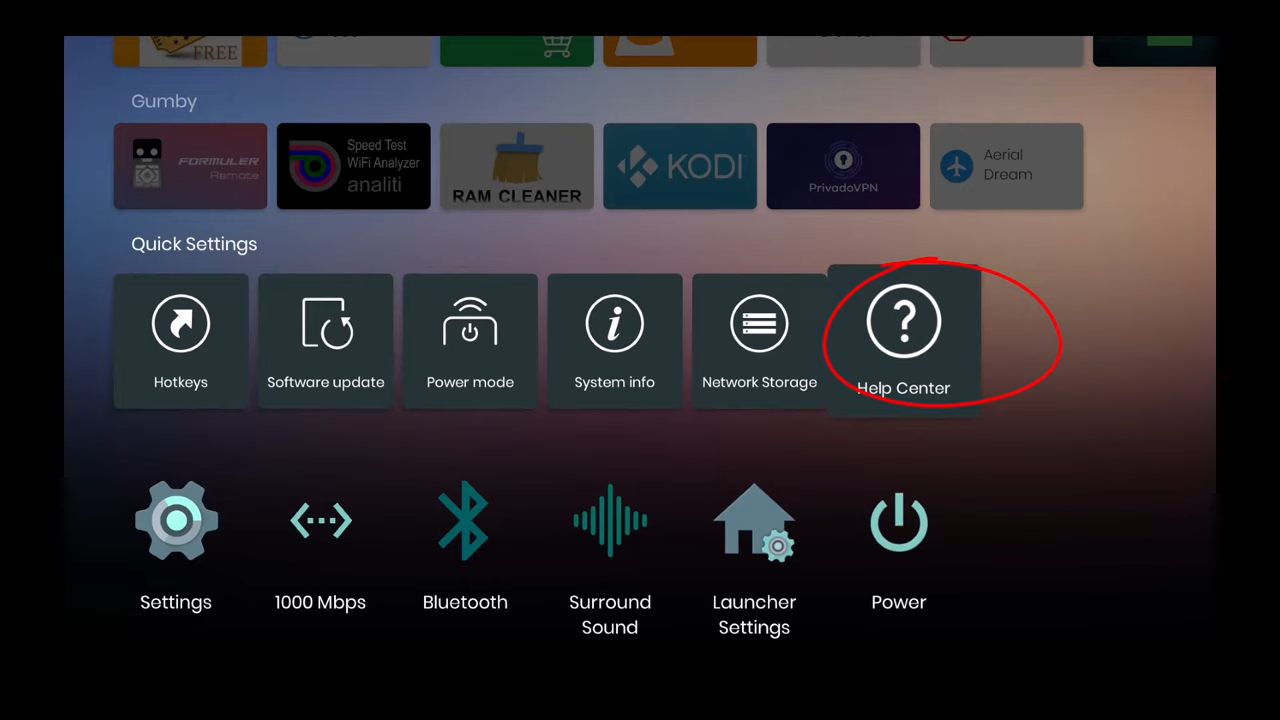 FREE
Gumby
FORMULER
Remote
Speed Test
WiFi Analyzer
analiti
RAM CLEANER
KODI
PrivadoVPN
Aerial
Dream
Quick Settings
Hotkeys
Software update
Power mode
System info
Network Storage
Help Center
Settings
1000 Mbps
Bluetooth
Surround
Sound
Launcher
Settings
Power